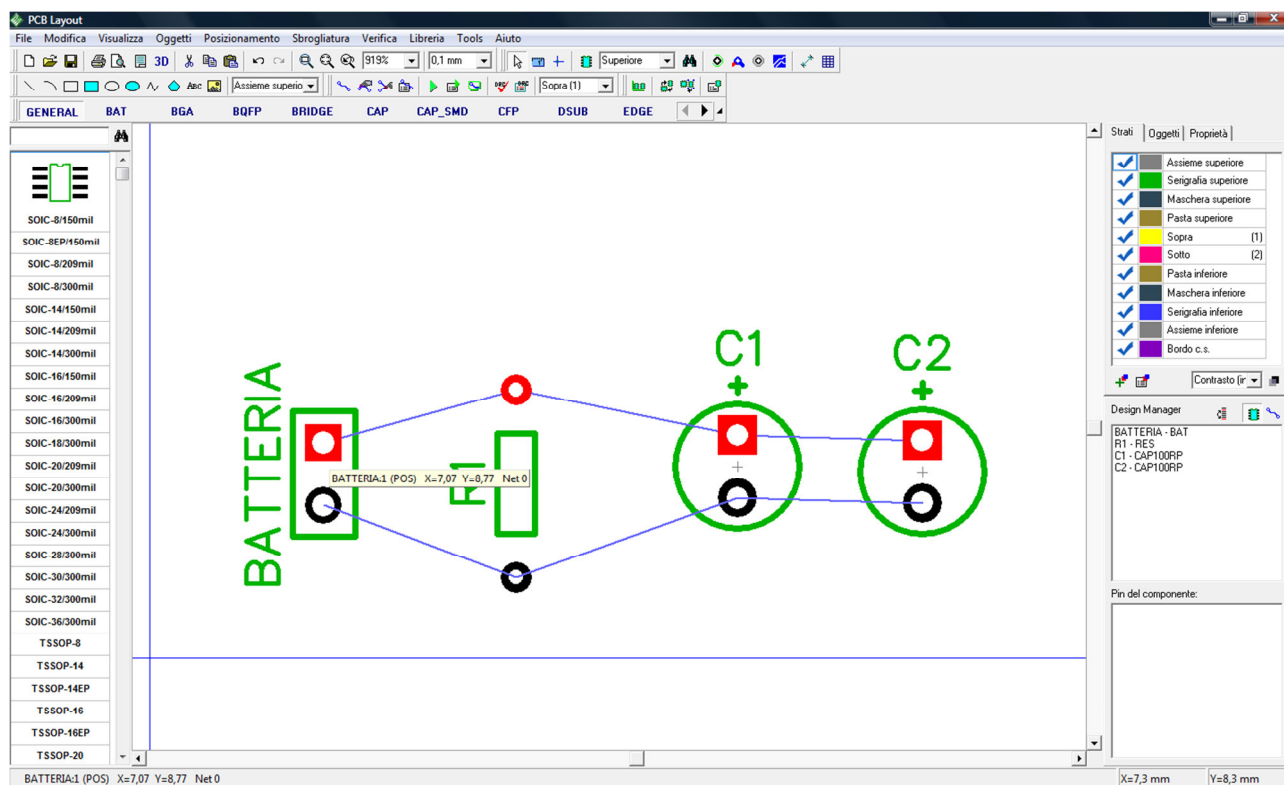 PCB Layout
File Modifica Visualizza Oggetti Posizionamento Sbrogliatura Verifica Libreria Tools Aiuto
3D 919% 0,1 mm Superiore
ABC Assieme superio Sopra (1)
GENERAL BAT BGA BQFP BRIDGE CAP CAP_SMD CFP DSUB EDGE
SOIC-8/150mil
SOIC-8EP/150mil
SOIC-8/209mil
SOIC-8/300mil
SOIC-14/150mil
SOIC-14/209mil
SOIC-14/300mil
SOIC-16/150mil
SOIC-16/209mil
SOIC-16/300mil
SOIC-18/300mil
SOIC-20/209mil
SOIC-20/300mil
SOIC-24/209mil
SOIC-24/300mil
SOIC-28/300mil
SOIC-30/300mil
SOIC-32/300mil
SOIC-36/300mil
TSSOP-8
TSSOP-14
TSSOP-14EP
TSSOP-16
TSSOP-16EP
TSSOP-20
BATTERIA
R1
C1
+
C2
+
BATTERIA:1 (POS) X=7,07 Y=8,77 Net 0
Strati Oggetti Proprietà
Assieme superiore
Serigrafia superiore
Maschera superiore
Pasta superiore
Sopra (1)
Sotto (2)
Pasta inferiore
Maschera inferiore
Serigrafia inferiore
Assieme inferiore
Bordo c.s.
Contrasto (ir
Design Manager
BATTERIA - BAT
R1 - RES
C1 - CAP100RP
C2 - CAP100RP
Pin del componente:
BATTERIA:1 (POS) X=7,07 Y=8,77 Net 0
X=7,3 mm Y=8,3 mm